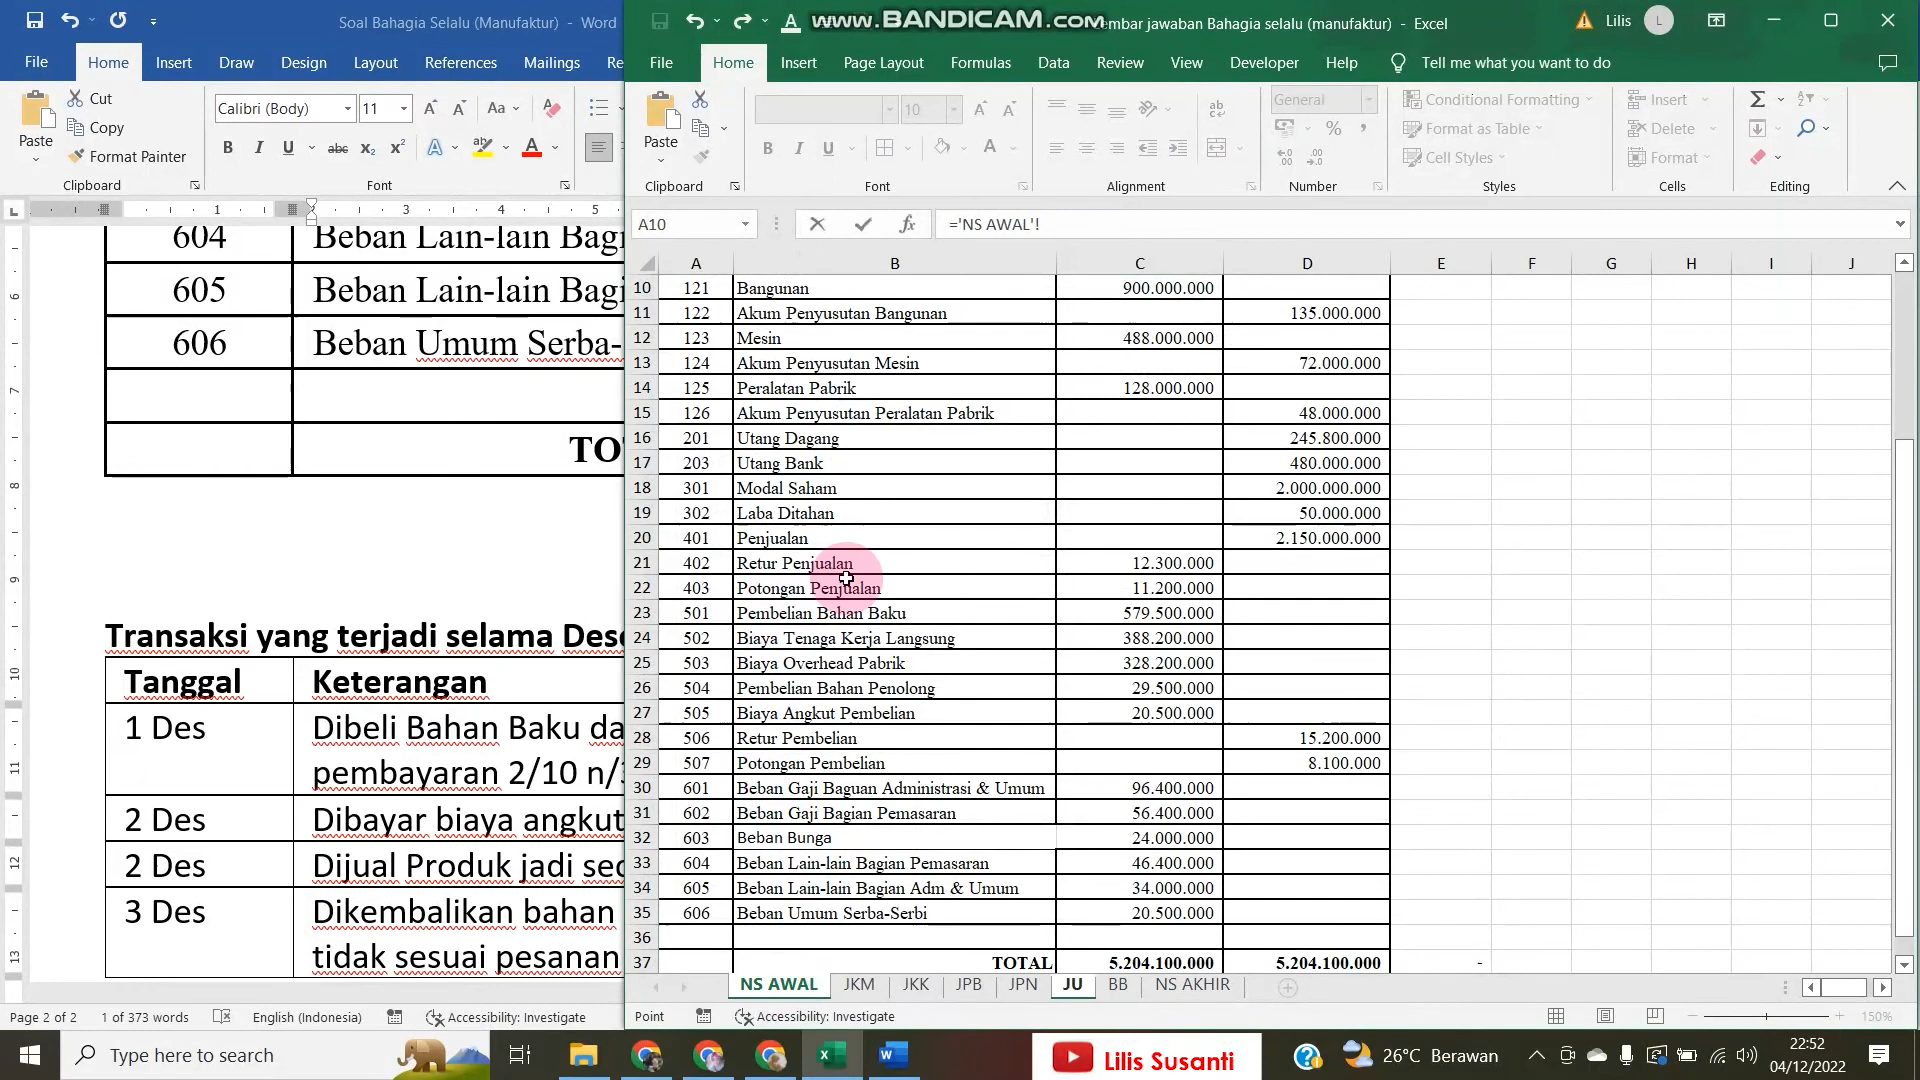 Soal Bahagia Selalu (Manufaktur) - Word
File Home Insert Draw Design Layout References Mailings Re
Cut
Copy
Format Painter
Paste
Calibri (Body) 11
Clipboard Font
604 Beban Lain-lain Bagi
605 Beban Lain-lain Bagi
606 Beban Umum Serba-
TO
Transaksi yang terjadi selama Dese
Tanggal Keterangan
1 Des Dibeli Bahan Baku da
pembayaran 2/10 n/3
2 Des Dibayar biaya angkut
2 Des Dijual Produk jadi sec
3 Des Dikembalikan bahan
tidak sesuai pesanan
Page 2 of 2 1 of 373 words English (Indonesia) Accessibility: Investigate
www.BANDICAM.com
embar jawaban Bahagia selalu (manufaktur) - Excel
Lilis L
File Home Insert Page Layout Formulas Data Review View Developer Help Tell me what you want to do
Paste
10
General
Conditional Formatting
Format as Table
Cell Styles
Insert
Delete
Format
Clipboard Font Alignment Number Styles Cells Editing
A10 ='NS AWAL'!
A B C D E F G H I J
10 121 Bangunan 900.000.000
11 122 Akum Penyusutan Bangunan 135.000.000
12 123 Mesin 488.000.000
13 124 Akum Penyusutan Mesin 72.000.000
14 125 Peralatan Pabrik 128.000.000
15 126 Akum Penyusutan Peralatan Pabrik 48.000.000
16 201 Utang Dagang 245.800.000
17 203 Utang Bank 480.000.000
18 301 Modal Saham 2.000.000.000
19 302 Laba Ditahan 50.000.000
20 401 Penjualan 2.150.000.000
21 402 Retur Penjualan 12.300.000
22 403 Potongan Penjualan 11.200.000
23 501 Pembelian Bahan Baku 579.500.000
24 502 Biaya Tenaga Kerja Langsung 388.200.000
25 503 Biaya Overhead Pabrik 328.200.000
26 504 Pembelian Bahan Penolong 29.500.000
27 505 Biaya Angkut Pembelian 20.500.000
28 506 Retur Pembelian 15.200.000
29 507 Potongan Pembelian 8.100.000
30 601 Beban Gaji Baguan Administrasi & Umum 96.400.000
31 602 Beban Gaji Bagian Pemasaran 56.400.000
32 603 Beban Bunga 24.000.000
33 604 Beban Lain-lain Bagian Pemasaran 46.400.000
34 605 Beban Lain-lain Bagian Adm & Umum 34.000.000
35 606 Beban Umum Serba-Serbi 20.500.000
36
37 TOTAL 5.204.100.000 5.204.100.000 -
NS AWAL JKM JKK JPB JPN JU BB NS AKHIR
Point Accessibility: Investigate 150%
Type here to search
Lilis Susanti
26°C Berawan
22:52
04/12/2022